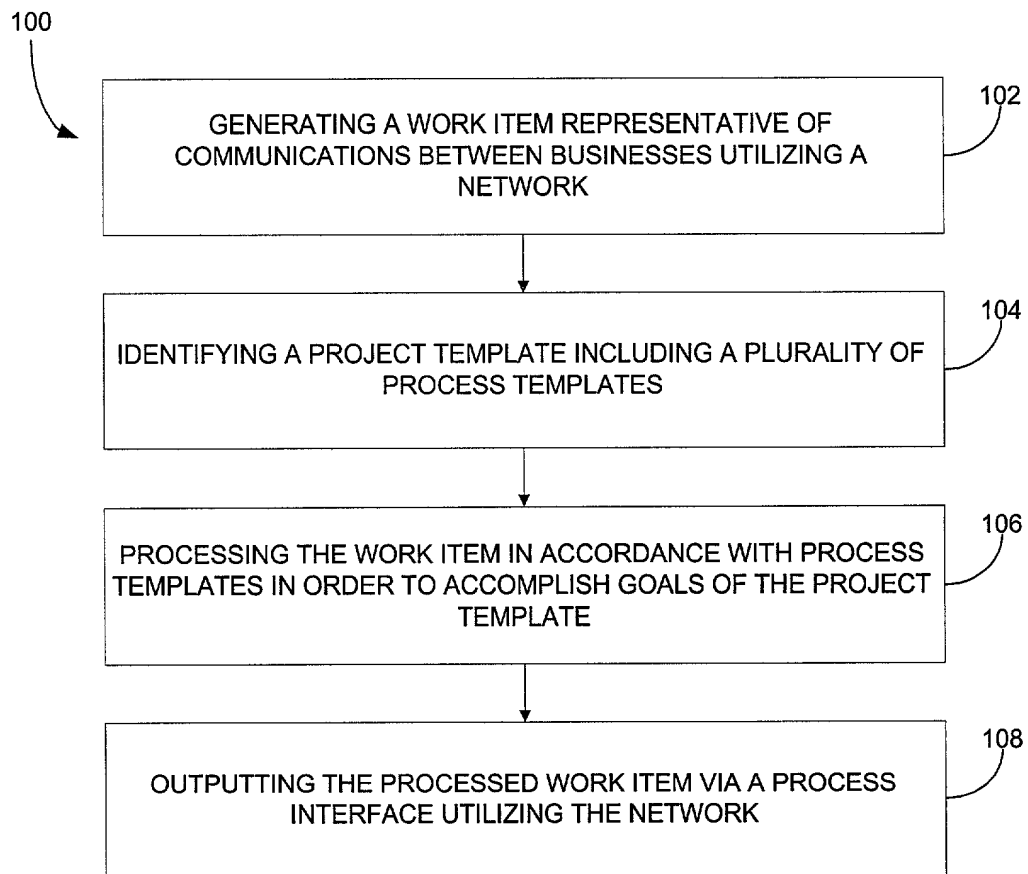 100
102
GENERATING A WORK ITEM REPRESENTATIVE OF
COMMUNICATIONS BETWEEN BUSINESSES UTILIZING A
NETWORK
104
IDENTIFYING A PROJECT TEMPLATE INCLUDING A PLURALITY OF
PROCESS TEMPLATES
106
PROCESSING THE WORK ITEM IN ACCORDANCE WITH PROCESS
TEMPLATES IN ORDER TO ACCOMPLISH GOALS OF THE PROJECT
TEMPLATE
108
OUTPUTTING THE PROCESSED WORK ITEM VIA A PROCESS
INTERFACE UTILIZING THE NETWORK